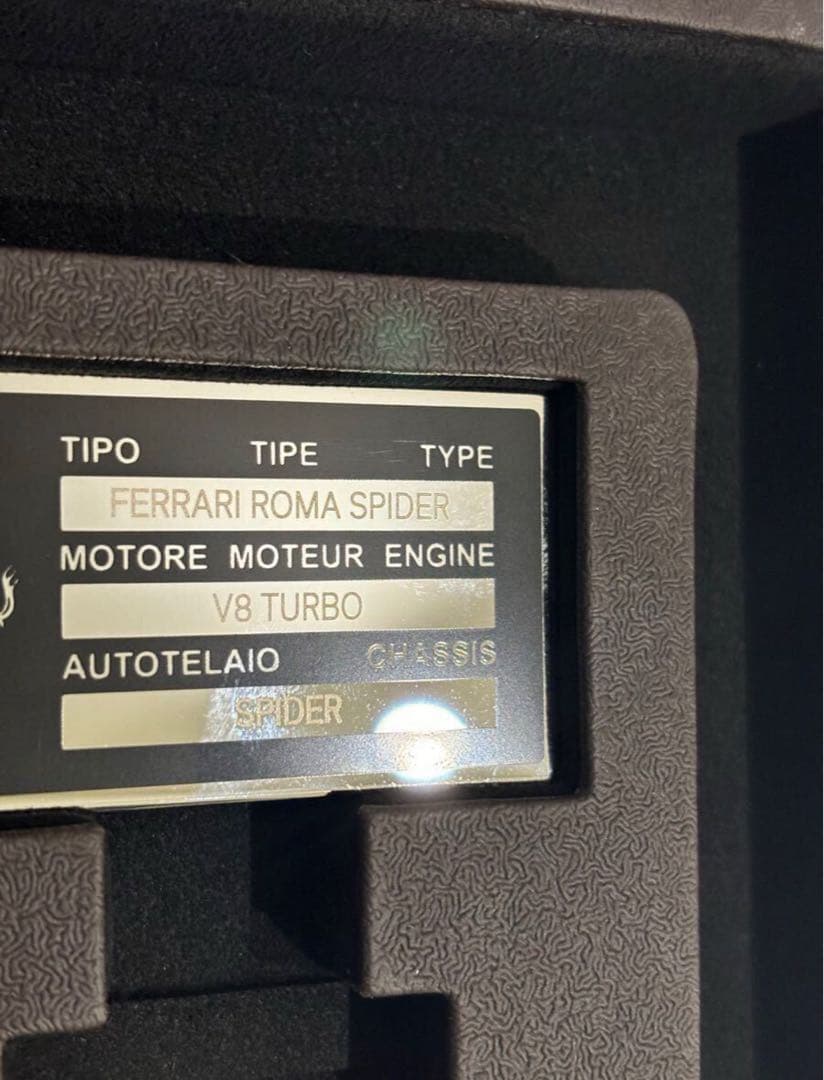 TIPO TIPE TYPE
FERRARI ROMA SPIDER
MOTORE MOTEUR ENGINE
V8 TURBO
AUTOTELAIO CHASSIS
SPIDER